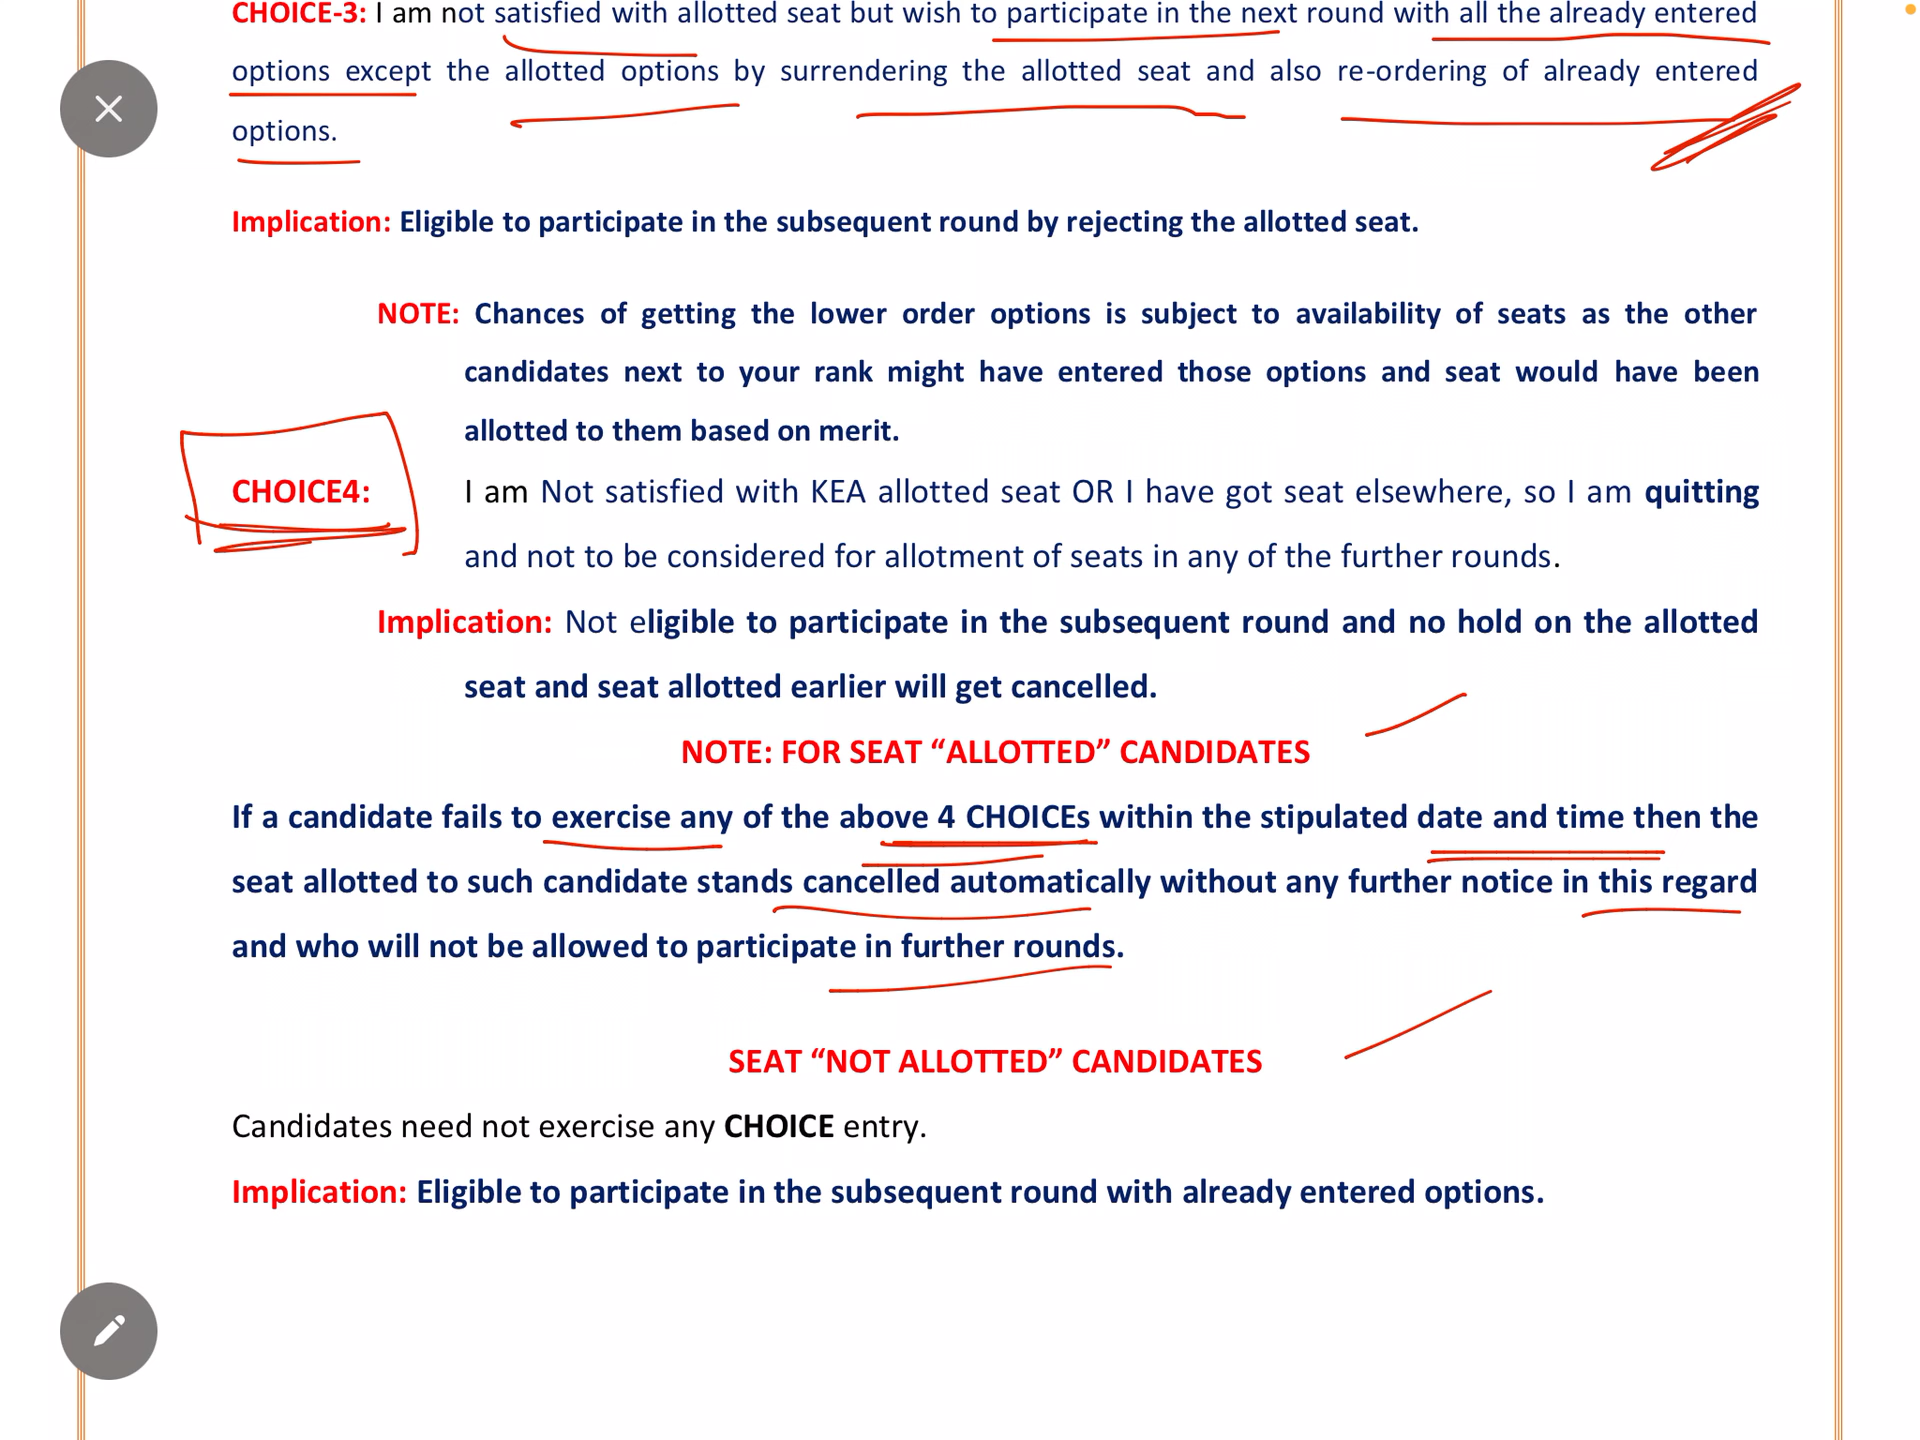 CHOICE-3: I am not satisfied with allotted seat but wish to participate in the next round with all the already entered
options except the allotted options by surrendering the allotted seat and also re-ordering of already entered
options.
Implication: Eligible to participate in the subsequent round by rejecting the allotted seat.
NOTE: Chances of getting the lower order options is subject to availability of seats as the other
candidates next to your rank might have entered those options and seat would have been
allotted to them based on merit.
CHOICE4: I am Not satisfied with KEA allotted seat OR I have got seat elsewhere, so I am quitting
and not to be considered for allotment of seats in any of the further rounds.
Implication: Not eligible to participate in the subsequent round and no hold on the allotted
seat and seat allotted earlier will get cancelled.
NOTE: FOR SEAT “ALLOTTED” CANDIDATES
If a candidate fails to exercise any of the above 4 CHOICEs within the stipulated date and time then the
seat allotted to such candidate stands cancelled automatically without any further notice in this regard
and who will not be allowed to participate in further rounds.
SEAT “NOT ALLOTTED” CANDIDATES
Candidates need not exercise any CHOICE entry.
Implication: Eligible to participate in the subsequent round with already entered options.